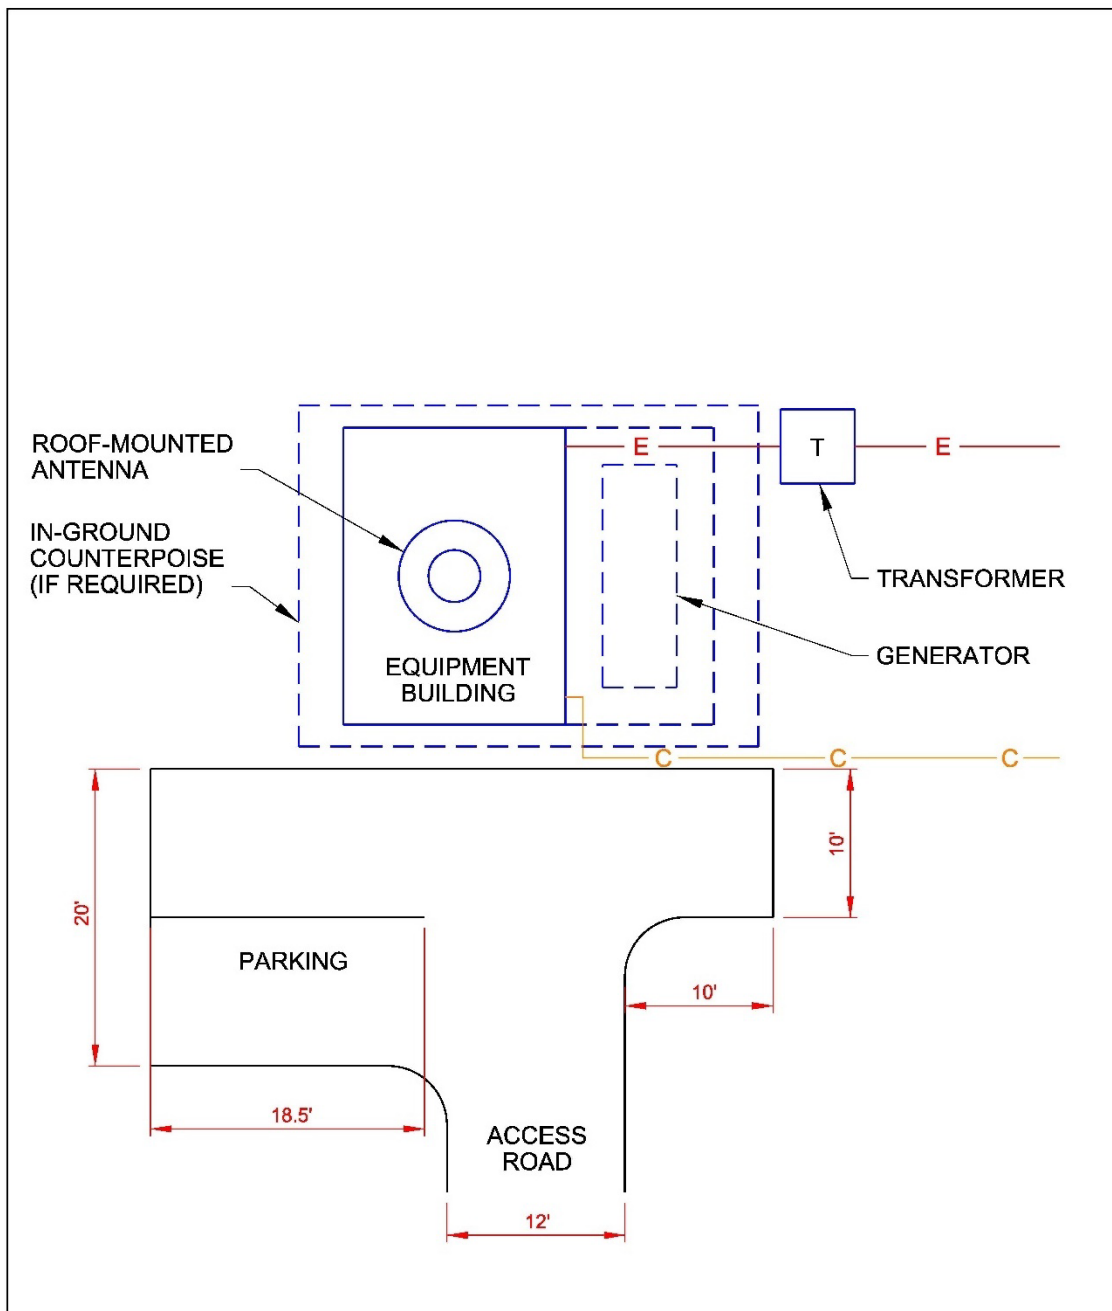 ROOF-MOUNTED
ANTENNA
IN-GROUND
COUNTERPOISE
(IF REQUIRED)
E
T
E
TRANSFORMER
GENERATOR
EQUIPMENT
BUILDING
C
C
C
20'
10'
PARKING
10'
18.5'
ACCESS
ROAD
12'